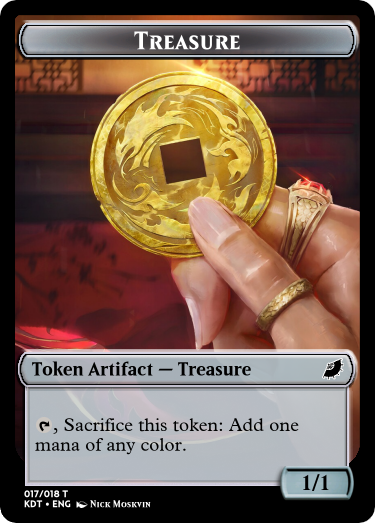 Treasure
Token Artifact — Treasure
, Sacrifice this token: Add one
mana of any color.
1/1
017/018 T
KDT • ENG Nick Moskvin